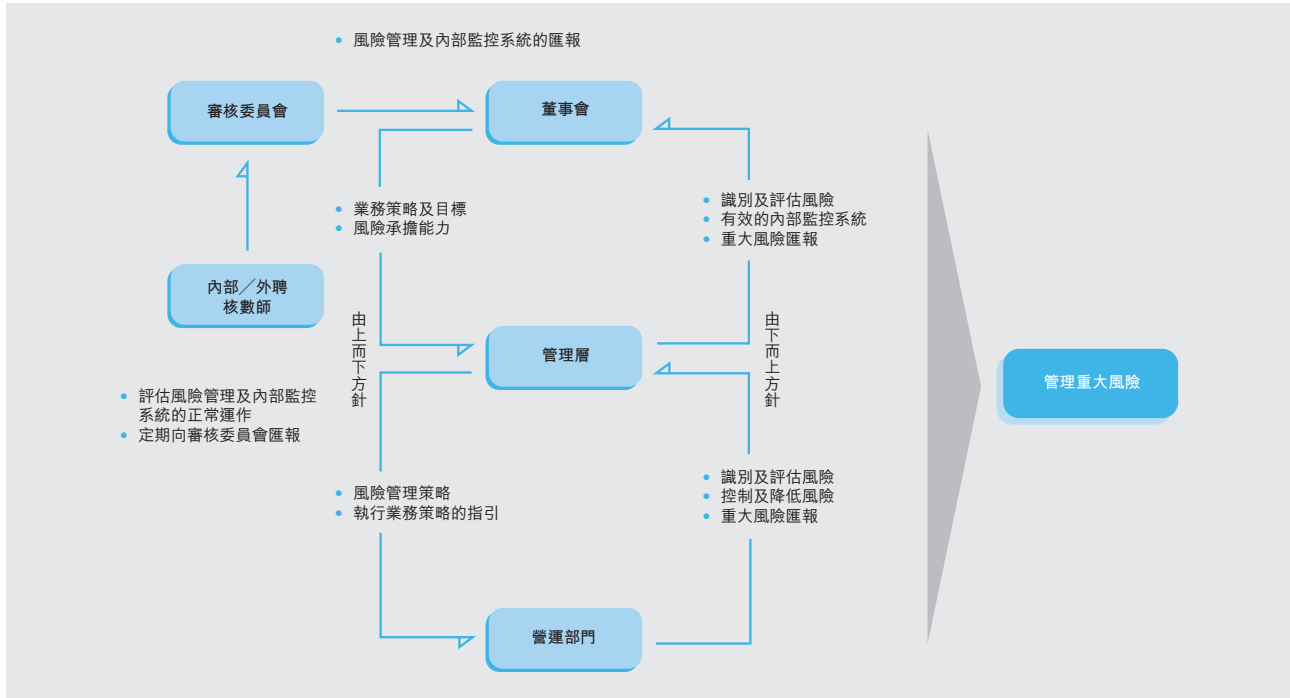 • 風險管理及內部監控系統的匯報
審核委員會
董事會
• 業務策略及目標
• 風險承擔能力
• 識別及評估風險
• 有效的內部監控系統
• 重大風險匯報
內部／外聘
核數師
由上而下方針
管理層
由下而上方針
管理重大風險
• 評估風險管理及內部監控
系統的正常運作
• 定期向審核委員會匯報
• 風險管理策略
• 執行業務策略的指引
• 識別及評估風險
• 控制及降低風險
• 重大風險匯報
營運部門